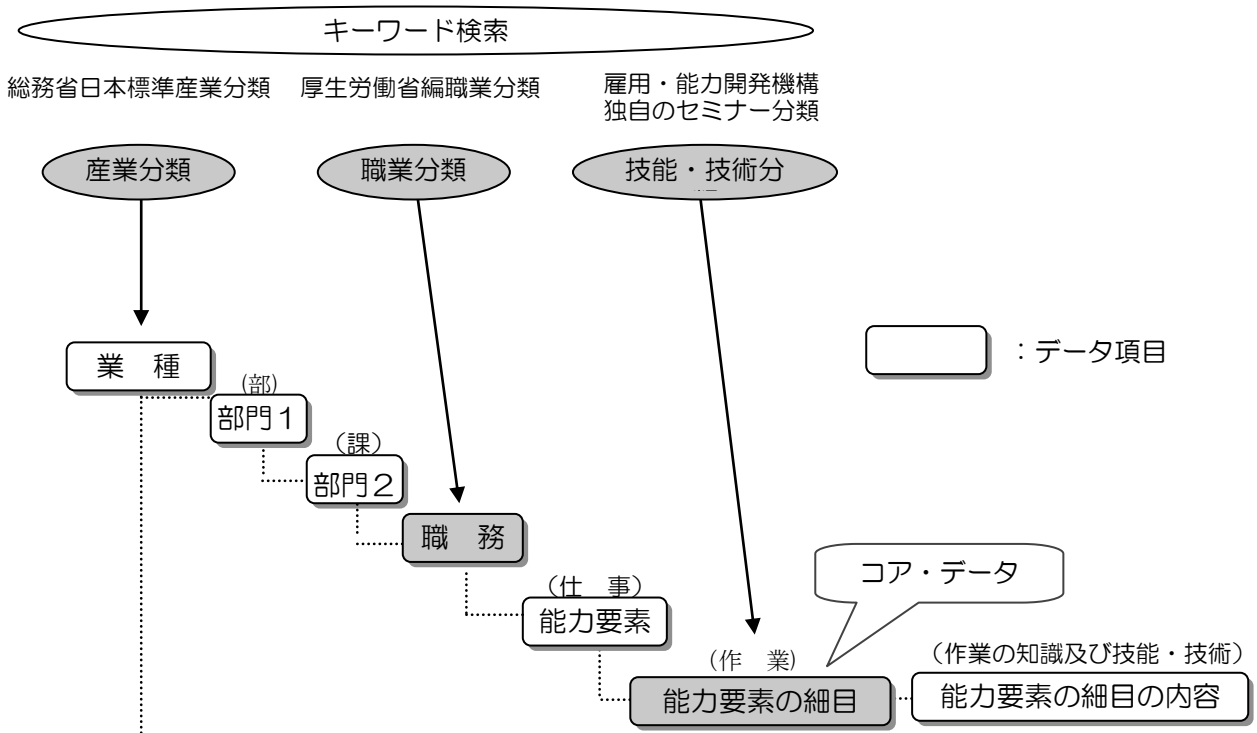 キーワード検索
総務省日本標準産業分類
厚生労働省編職業分類
雇用・能力開発機構
独自のセミナー分類
産業分類
職業分類
技能・技術分
業　種
：データ項目
(部)
部門１
（課）
部門２
職　務
コア・データ
（仕　事）
能力要素
（作　業）
（作業の知識及び技能・技術）
能力要素の細目
能力要素の細目の内容